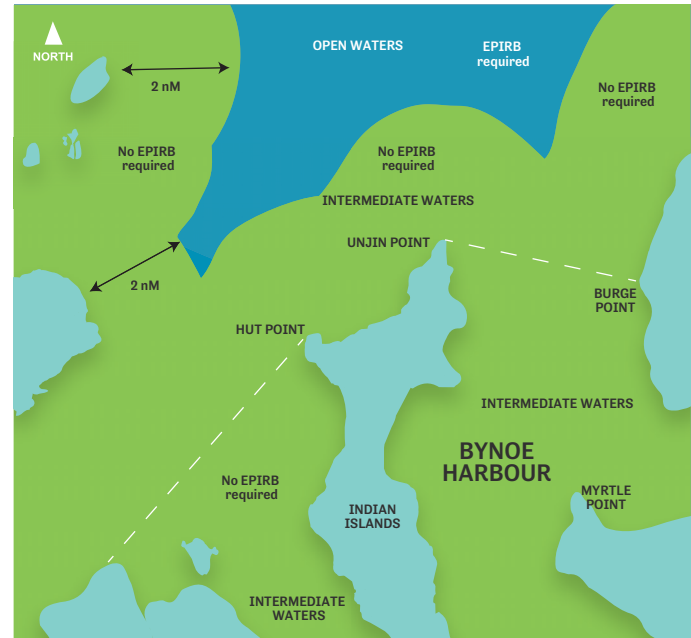 NORTH
OPEN WATERS
EPIRB
required
2 nM
No EPIRB
required
No EPIRB
required
No EPIRB
required
INTERMEDIATE WATERS
UNJIN POINT
2 nM
BURGE
POINT
HUT POINT
INTERMEDIATE WATERS
BYNOE
HARBOUR
No EPIRB
required
MYRTLE
POINT
INDIAN
ISLANDS
INTERMEDIATE
WATERS